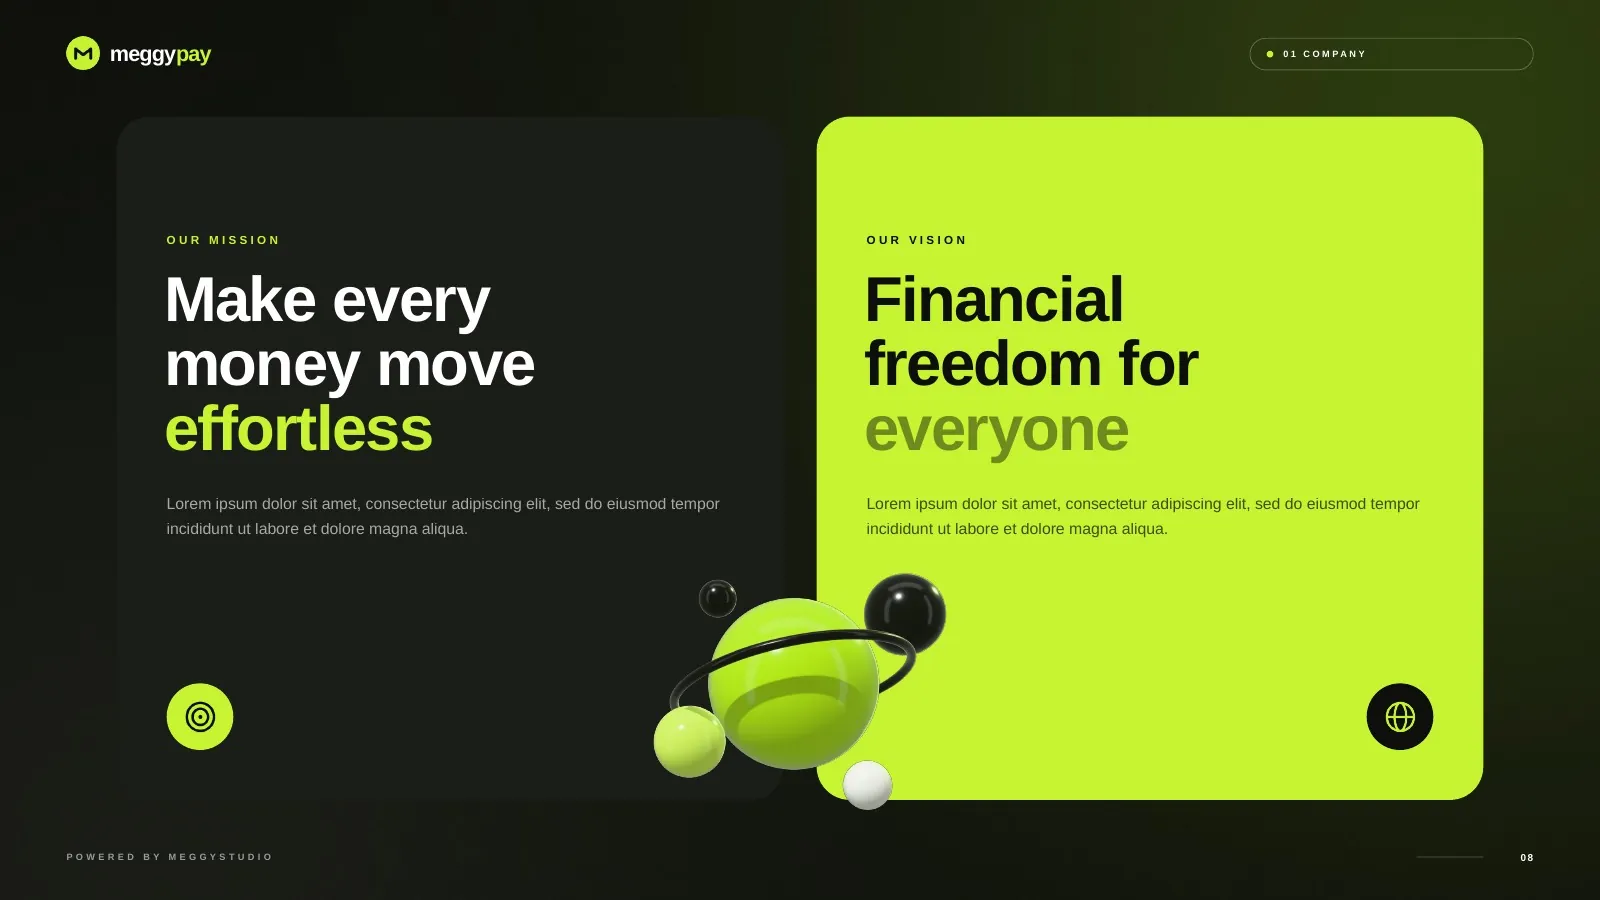 meggypay
01 COMPANY
OUR MISSION
Make every
money move
effortless
Lorem ipsum dolor sit amet, consectetur adipiscing elit, sed do eiusmod tempor
incididunt ut labore et dolore magna aliqua.
OUR VISION
Financial
freedom for
everyone
Lorem ipsum dolor sit amet, consectetur adipiscing elit, sed do eiusmod tempor
incididunt ut labore et dolore magna aliqua.
POWERED BY MEGGYSTUDIO
08